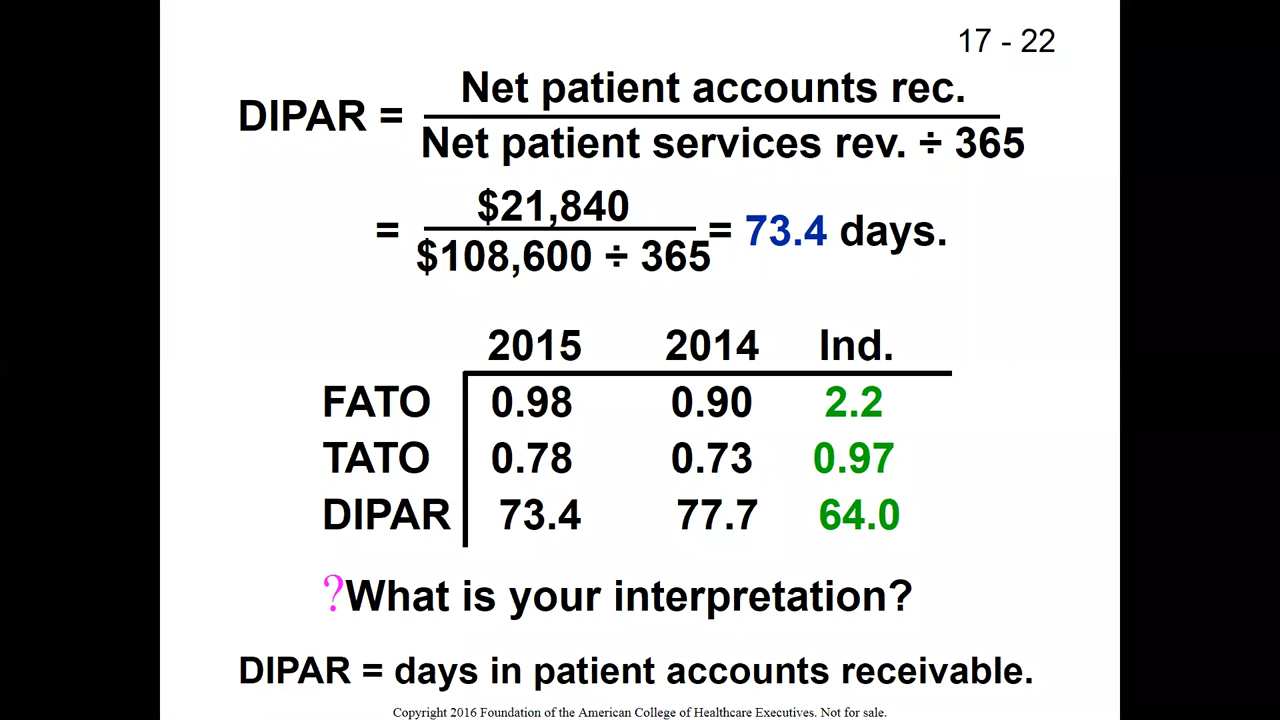 17 - 22
DIPAR = Net patient accounts rec.
Net patient services rev. ÷ 365
= $21,840
$108,600 ÷ 365 = 73.4 days.
2015 2014 Ind.
FATO 0.98 0.90 2.2
TATO 0.78 0.73 0.97
DIPAR 73.4 77.7 64.0
?What is your interpretation?
DIPAR = days in patient accounts receivable.
Copyright 2016 Foundation of the American College of Healthcare Executives. Not for sale.